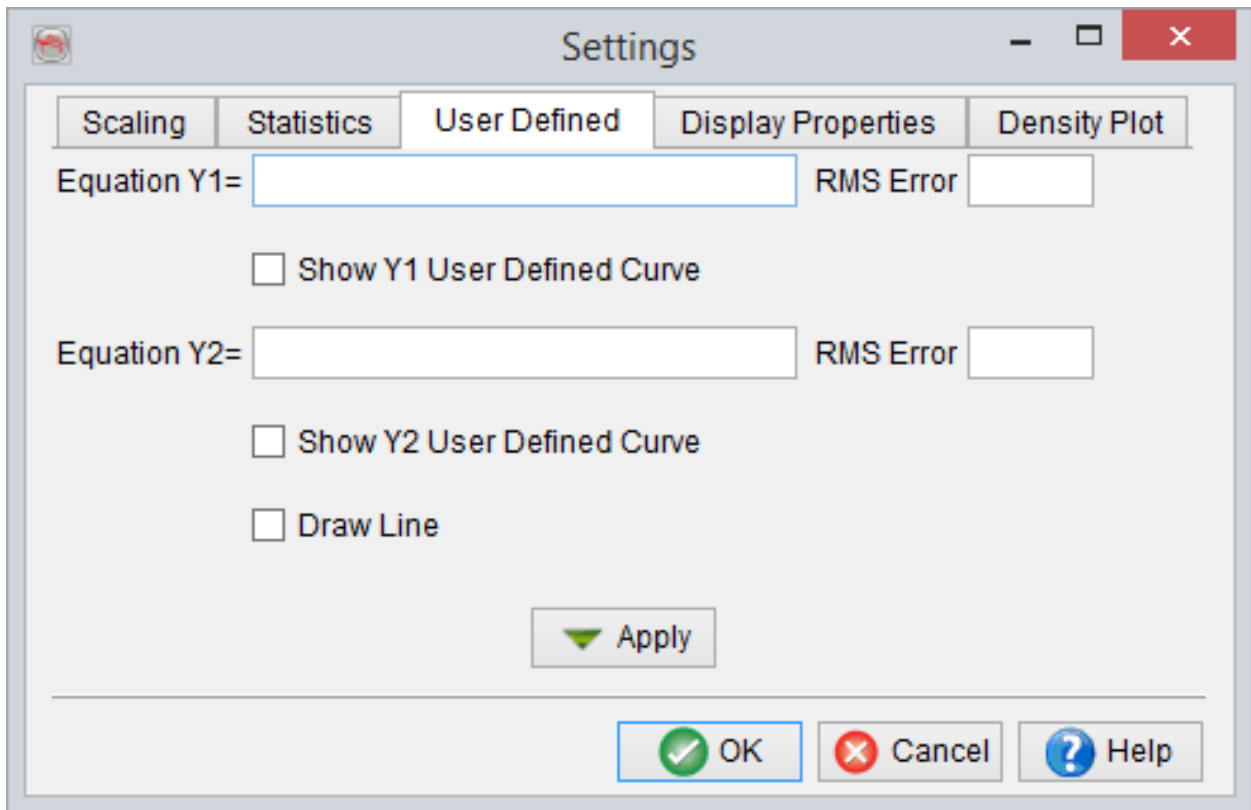 Settings
Scaling Statistics User Defined Display Properties Density Plot
Equation Y1= RMS Error
Show Y1 User Defined Curve
Equation Y2= RMS Error
Show Y2 User Defined Curve
Draw Line
Apply
OK Cancel Help